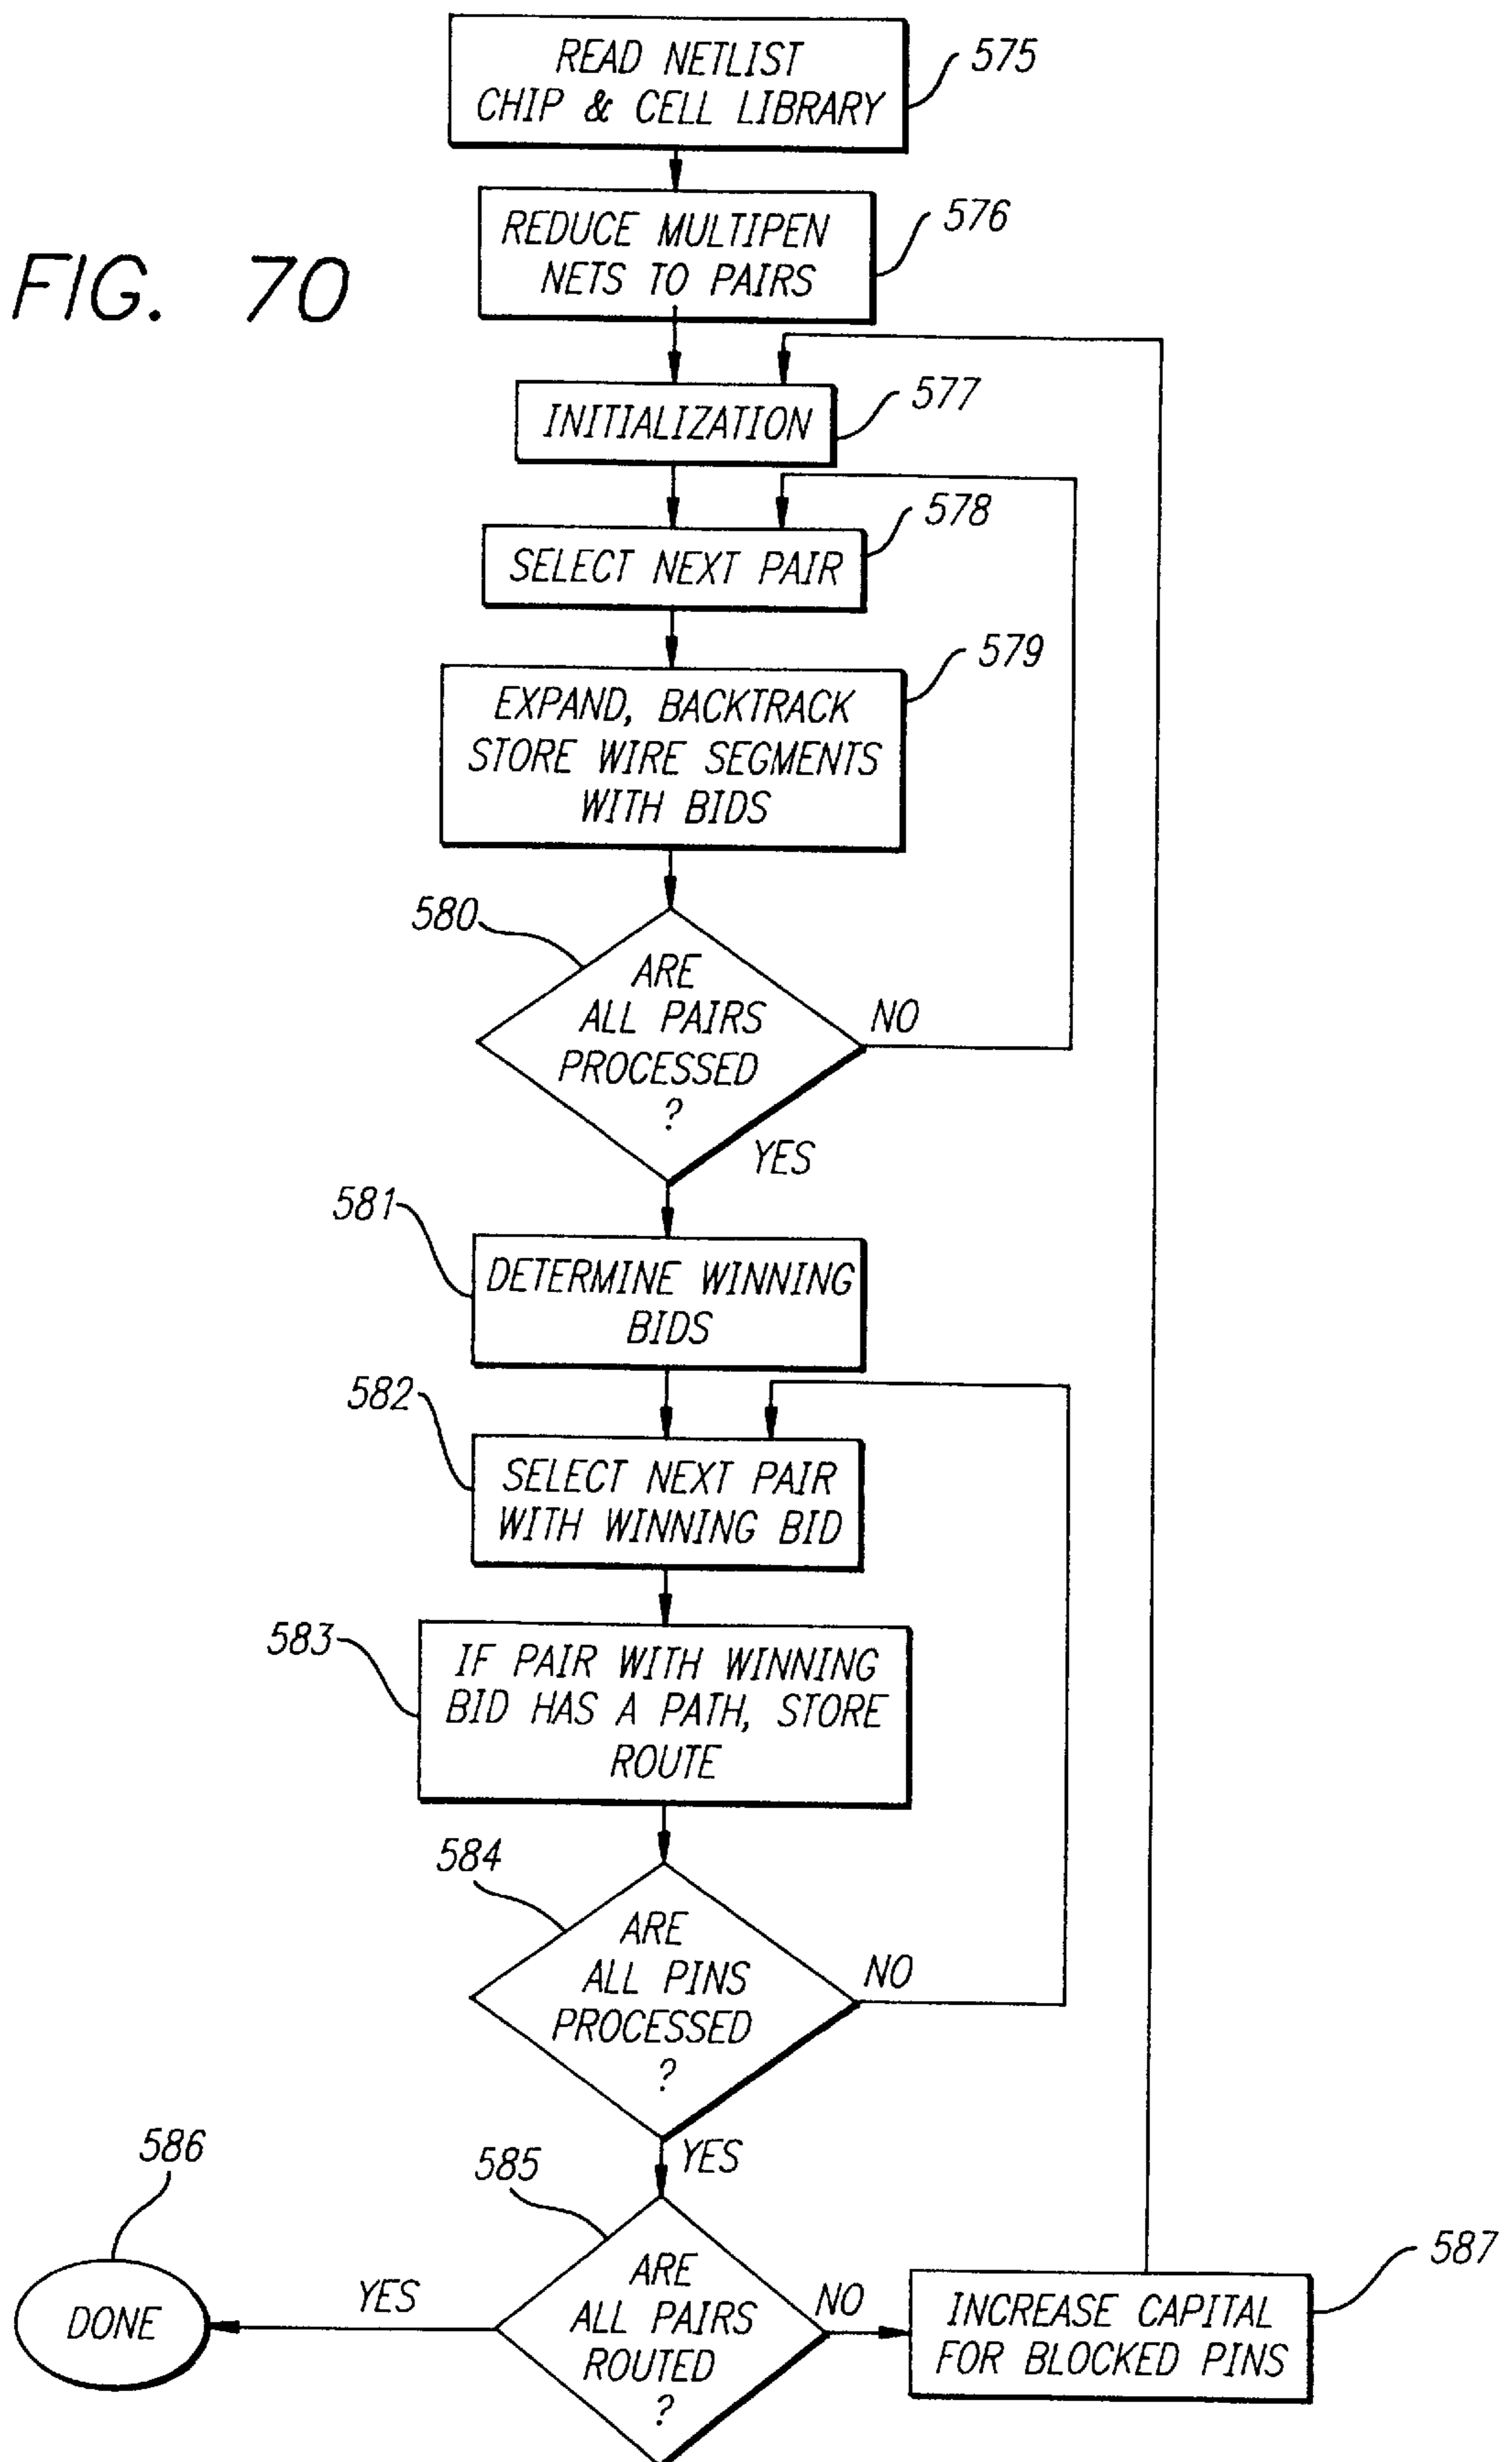 READ NETLIST
CHIP & CELL LIBRARY
575
REDUCE MULTIPEN
NETS TO PAIRS
576
FIG. 70
INITIALIZATION
577
SELECT NEXT PAIR
578
EXPAND, BACKTRACK
STORE WIRE SEGMENTS
WITH BIDS
579
580
ARE
ALL PAIRS
PROCESSED
?
NO
YES
581
DETERMINE WINNING
BIDS
582
SELECT NEXT PAIR
WITH WINNING BID
583
IF PAIR WITH WINNING
BID HAS A PATH, STORE
ROUTE
584
ARE
ALL PINS
PROCESSED
?
NO
YES
585
586
DONE
YES
ARE
ALL PAIRS
ROUTED
?
NO
INCREASE CAPITAL
FOR BLOCKED PINS
587